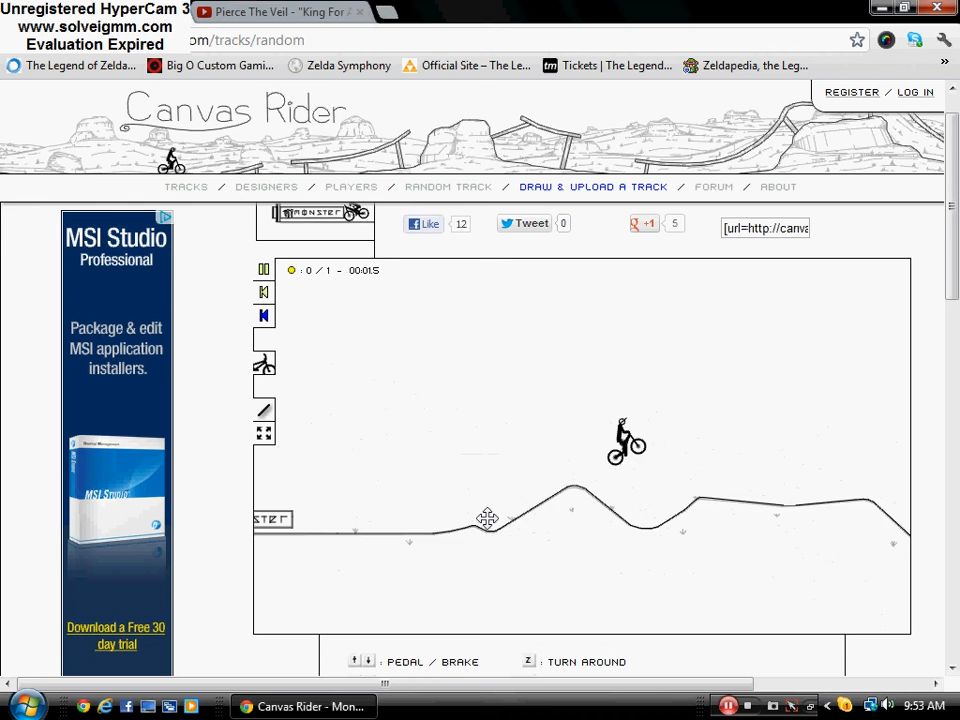 Unregistered HyperCam 3
www.solveigmm.com
Evaluation Expired
Pierce The Veil - "King For A
om/tracks/random
The Legend of Zelda...
Big O Custom Gami...
Zelda Symphony
Official Site – The Le...
Tickets | The Legend...
Zeldapedia, the Leg...
»
Canvas Rider
REGISTER / LOG IN
TRACKS / DESIGNERS / PLAYERS / RANDOM TRACK / DRAW & UPLOAD A TRACK / FORUM / ABOUT
MONSTER
Like 12
Tweet 0
+1 5
[url=http://canva
MSI Studio
Professional
Package & edit
MSI application
installers.
MSI Studio
Download a Free 30
day trial
: 0 / 1 - 00:01.5
STER
: PEDAL / BRAKE
Z : TURN AROUND
Canvas Rider - Mon...
9:53 AM